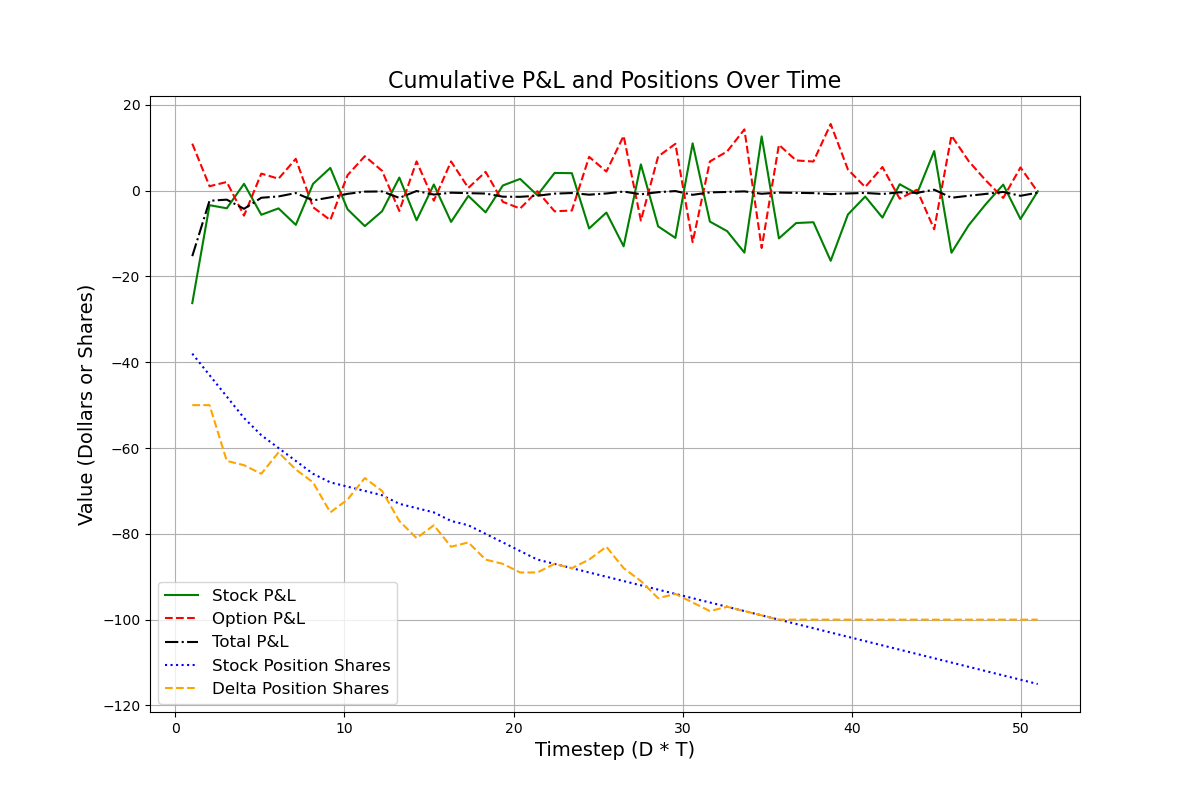 Cumulative P&L and Positions Over Time
20
0
−20
−40
−60
−80
−100
−120
Value (Dollars or Shares)
Stock P&L
Option P&L
Total P&L
Stock Position Shares
Delta Position Shares
0 10 20 30 40 50
Timestep (D * T)